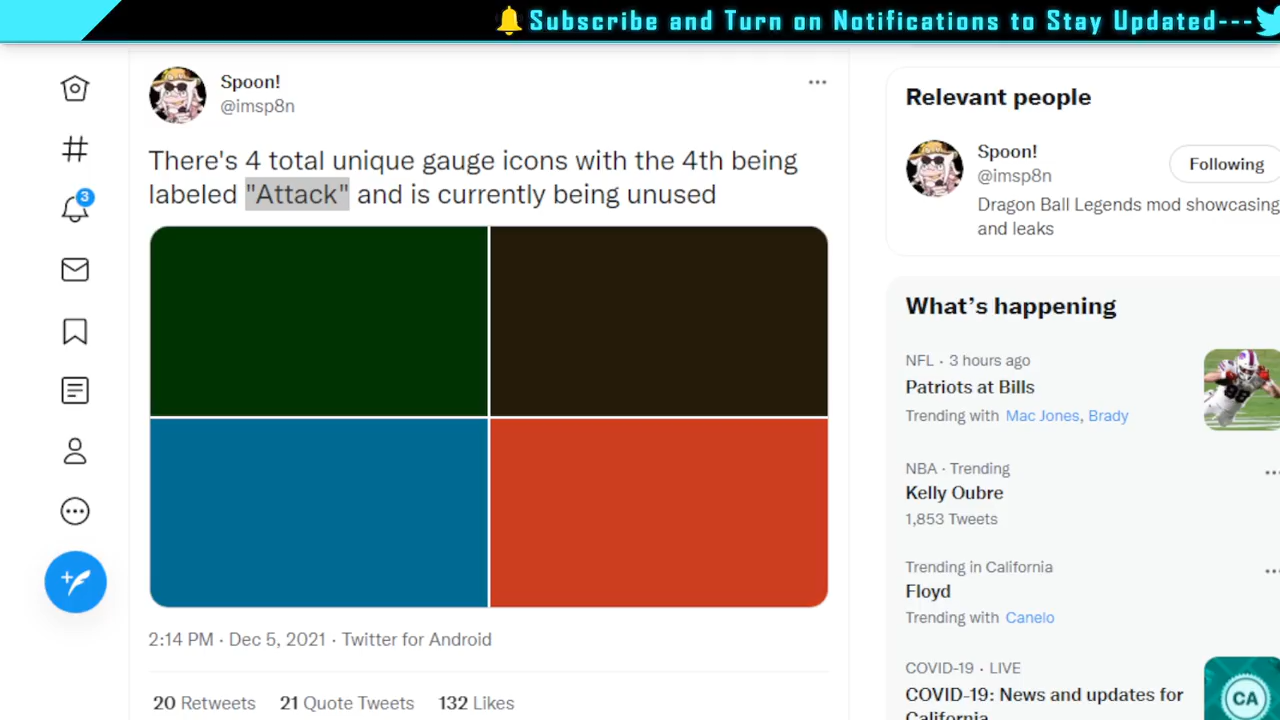 🔔Subscribe and Turn on Notifications to Stay Updated---
Spoon!
@imsp8n
There's 4 total unique gauge icons with the 4th being
labeled "Attack" and is currently being unused
2:14 PM · Dec 5, 2021 · Twitter for Android
20 Retweets 21 Quote Tweets 132 Likes
3
Relevant people
Spoon!
@imsp8n
Following
Dragon Ball Legends mod showcasing
and leaks
What's happening
NFL · 3 hours ago
Patriots at Bills
Trending with Mac Jones, Brady
NBA · Trending
Kelly Oubre
1,853 Tweets
Trending in California
Floyd
Trending with Canelo
COVID-19 · LIVE
COVID-19: News and updates for
California
CA